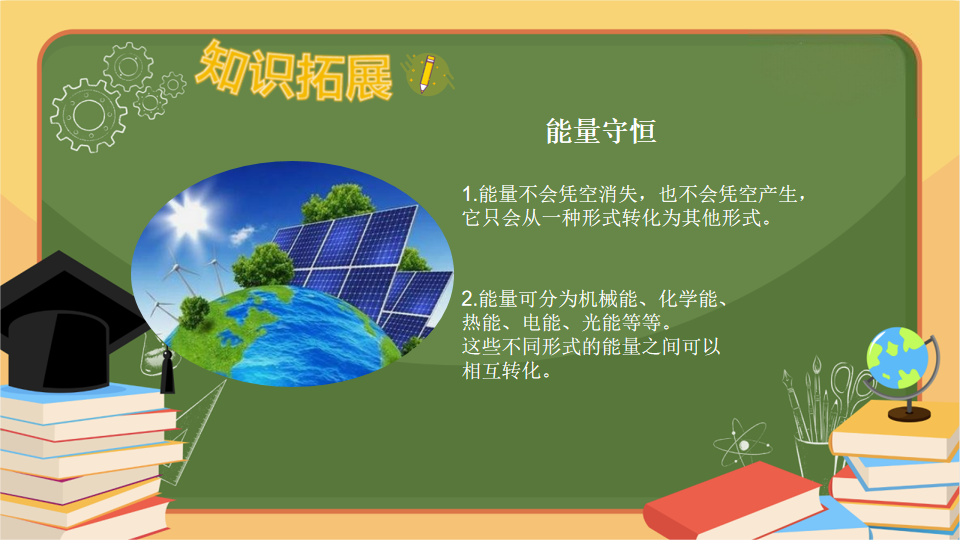 知识拓展
能量守恒
1.能量不会凭空消失，也不会凭空产生，
它只会从一种形式转化为其他形式。
2.能量可分为机械能、化学能、
热能、电能、光能等等。
这些不同形式的能量之间可以
相互转化。